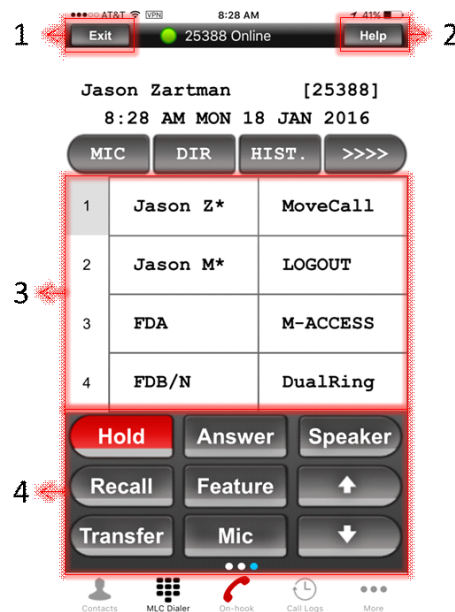 AT&T VPN 8:28 AM 41%
1 Exit 25388 Online Help 2
Jason Zartman [25388]
8:28 AM MON 18 JAN 2016
MIC DIR HIST. >>>>
1 Jason Z* MoveCall
2 Jason M* LOGOUT
3
3 FDA M-ACCESS
4 FDB/N DualRing
Hold Answer Speaker
4 Recall Feature
Transfer Mic
Contacts MLC Dialer On-hook Call Logs More